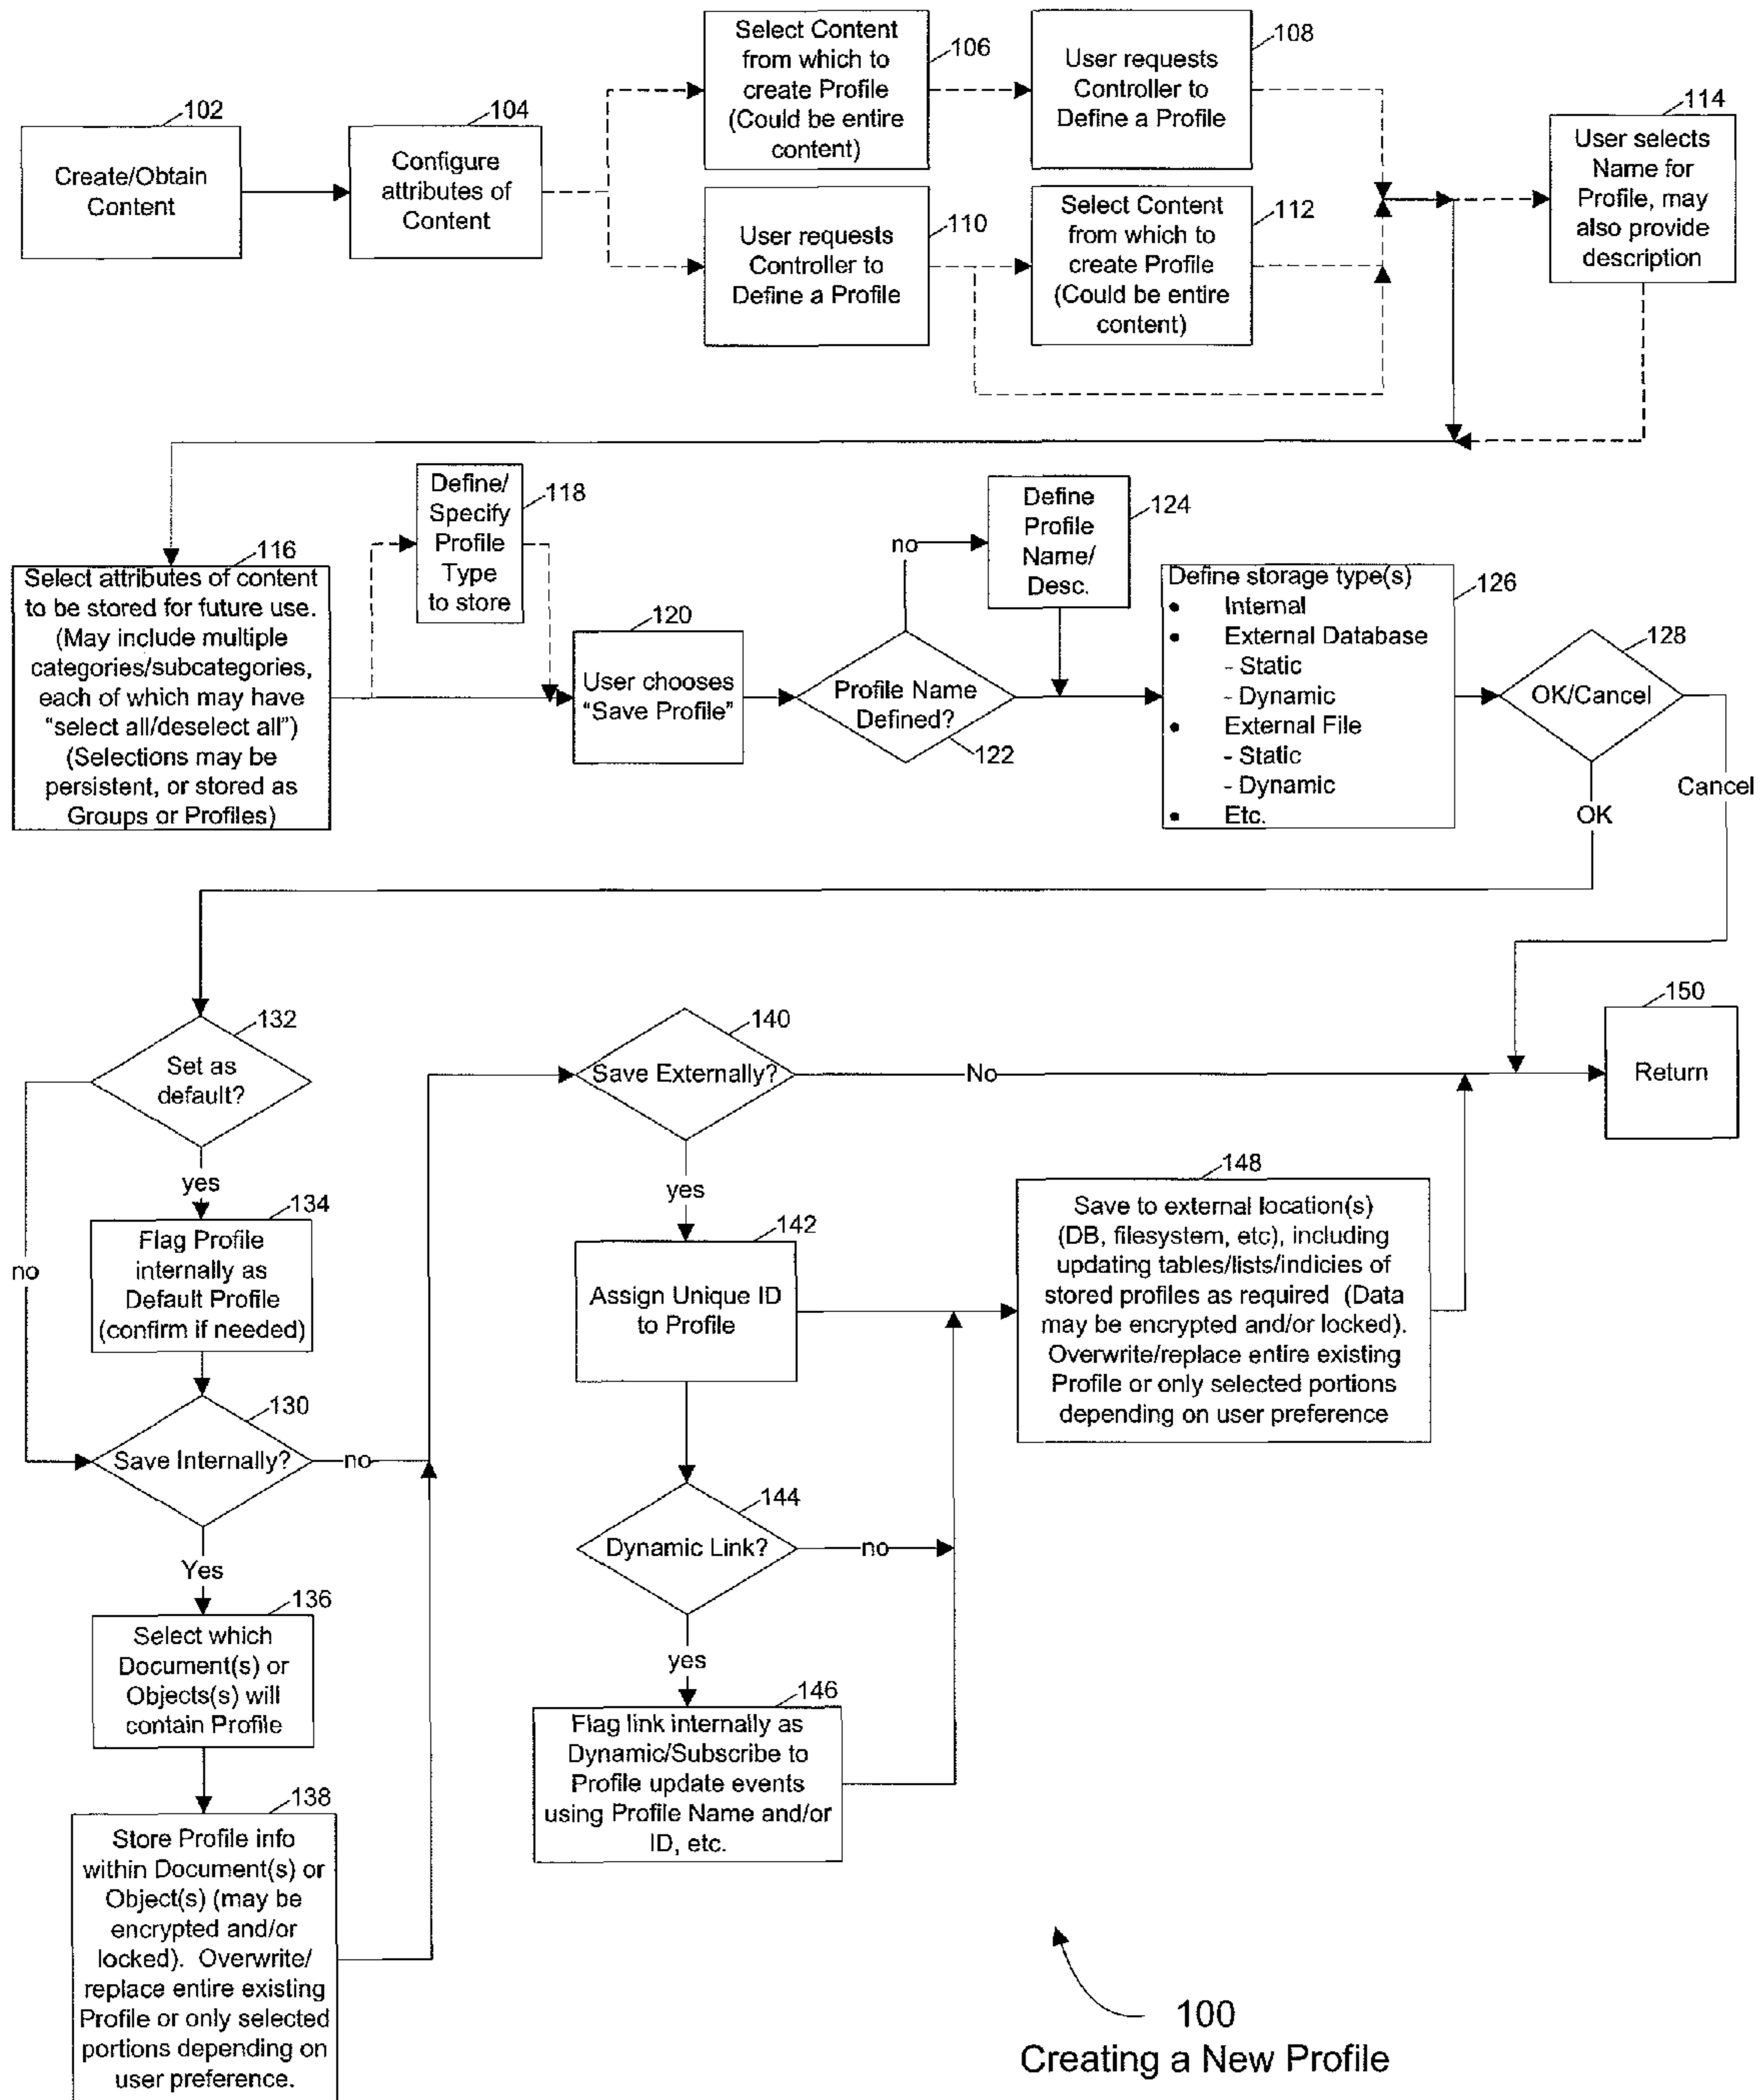 102
Create/Obtain
Content
104
Configure
attributes of
Content
106
Select Content
from which to
create Profile
(Could be entire
content)
108
User requests
Controller to
Define a Profile
110
User requests
Controller to
Define a Profile
112
Select Content
from which to
create Profile
(Could be entire
content)
114
User selects
Name for
Profile, may
also provide
description
116
Select attributes of content
to be stored for future use.
(May include multiple
categories/subcategories,
each of which may have
“select all/deselect all”)
(Selections may be
persistent, or stored as
Groups or Profiles)
118
Define/
Specify
Profile
Type
to store
120
User chooses
“Save Profile”
Profile Name
Defined?
122
no
124
Define
Profile
Name/
Desc.
126
Define storage type(s)
• Internal
• External Database
- Static
- Dynamic
• External File
- Static
- Dynamic
• Etc.
128
OK/Cancel
OK
Cancel
132
Set as
default?
yes
no
134
Flag Profile
internally as
Default Profile
(confirm if needed)
130
Save Internally?
no
Yes
136
Select which
Document(s) or
Objects(s) will
contain Profile
138
Store Profile info
within Document(s) or
Object(s) (may be
encrypted and/or
locked). Overwrite/
replace entire existing
Profile or only selected
portions depending on
user preference.
140
Save Externally?
No
yes
142
Assign Unique ID
to Profile
144
Dynamic Link?
no
yes
146
Flag link internally as
Dynamic/Subscribe to
Profile update events
using Profile Name and/or
ID, etc.
148
Save to external location(s)
(DB, filesystem, etc), including
updating tables/lists/indicies of
stored profiles as required (Data
may be encrypted and/or locked).
Overwrite/replace entire existing
Profile or only selected portions
depending on user preference
150
Return
100
Creating a New Profile